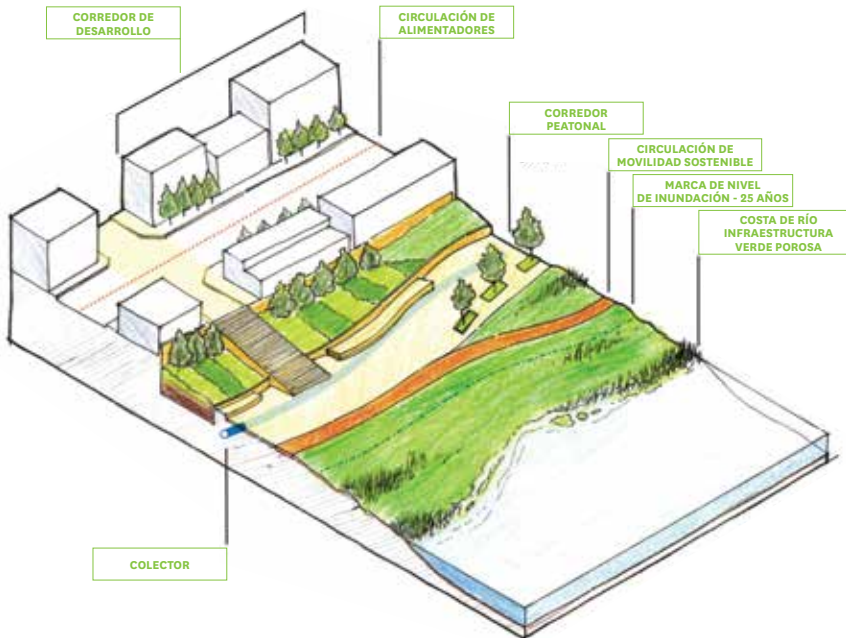 CORREDOR DE
DESARROLLO
CIRCULACIÓN DE
ALIMENTADORES
CORREDOR
PEATONAL
CIRCULACIÓN DE
MOVILIDAD SOSTENIBLE
MARCA DE NIVEL
DE INUNDACIÓN - 25 AÑOS
COSTA DE RÍO
INFRAESTRUCTURA
VERDE POROSA
COLECTOR